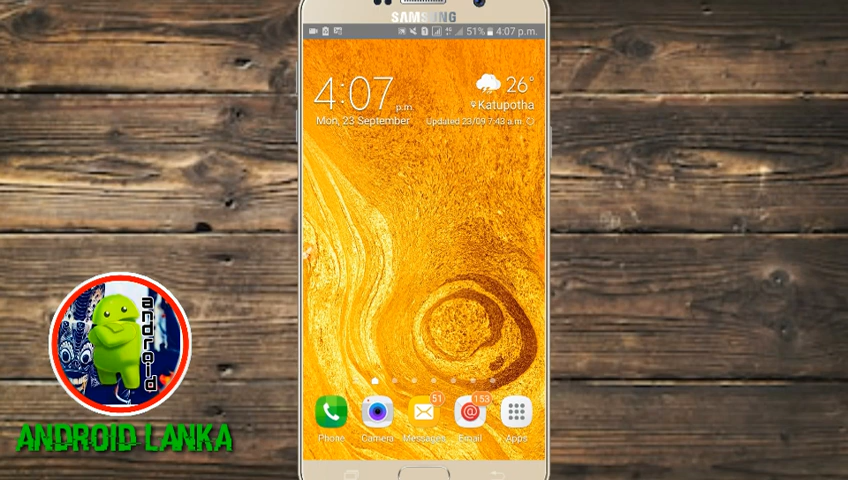 SAMSUNG
51% 4:07 p.m.
4:07 p.m
Mon, 23 September
26°
Katupotha
Updated 23/09 7:43 a.m.
android
ANDROID LANKA
51
153
Phone
Camera
Messages
Email
Apps